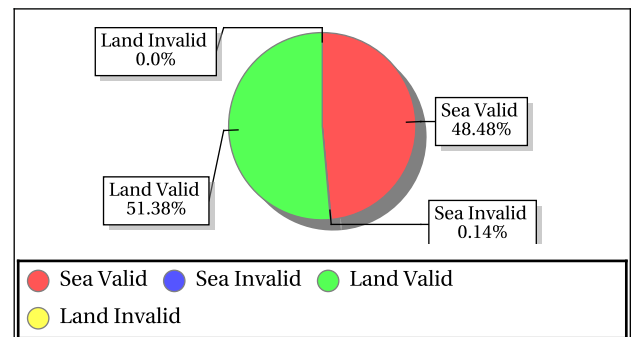 Land Invalid
0.0%
Sea Valid
48.48%
Land Valid
51.38%
Sea Invalid
0.14%
Sea Valid Sea Invalid Land Valid
Land Invalid